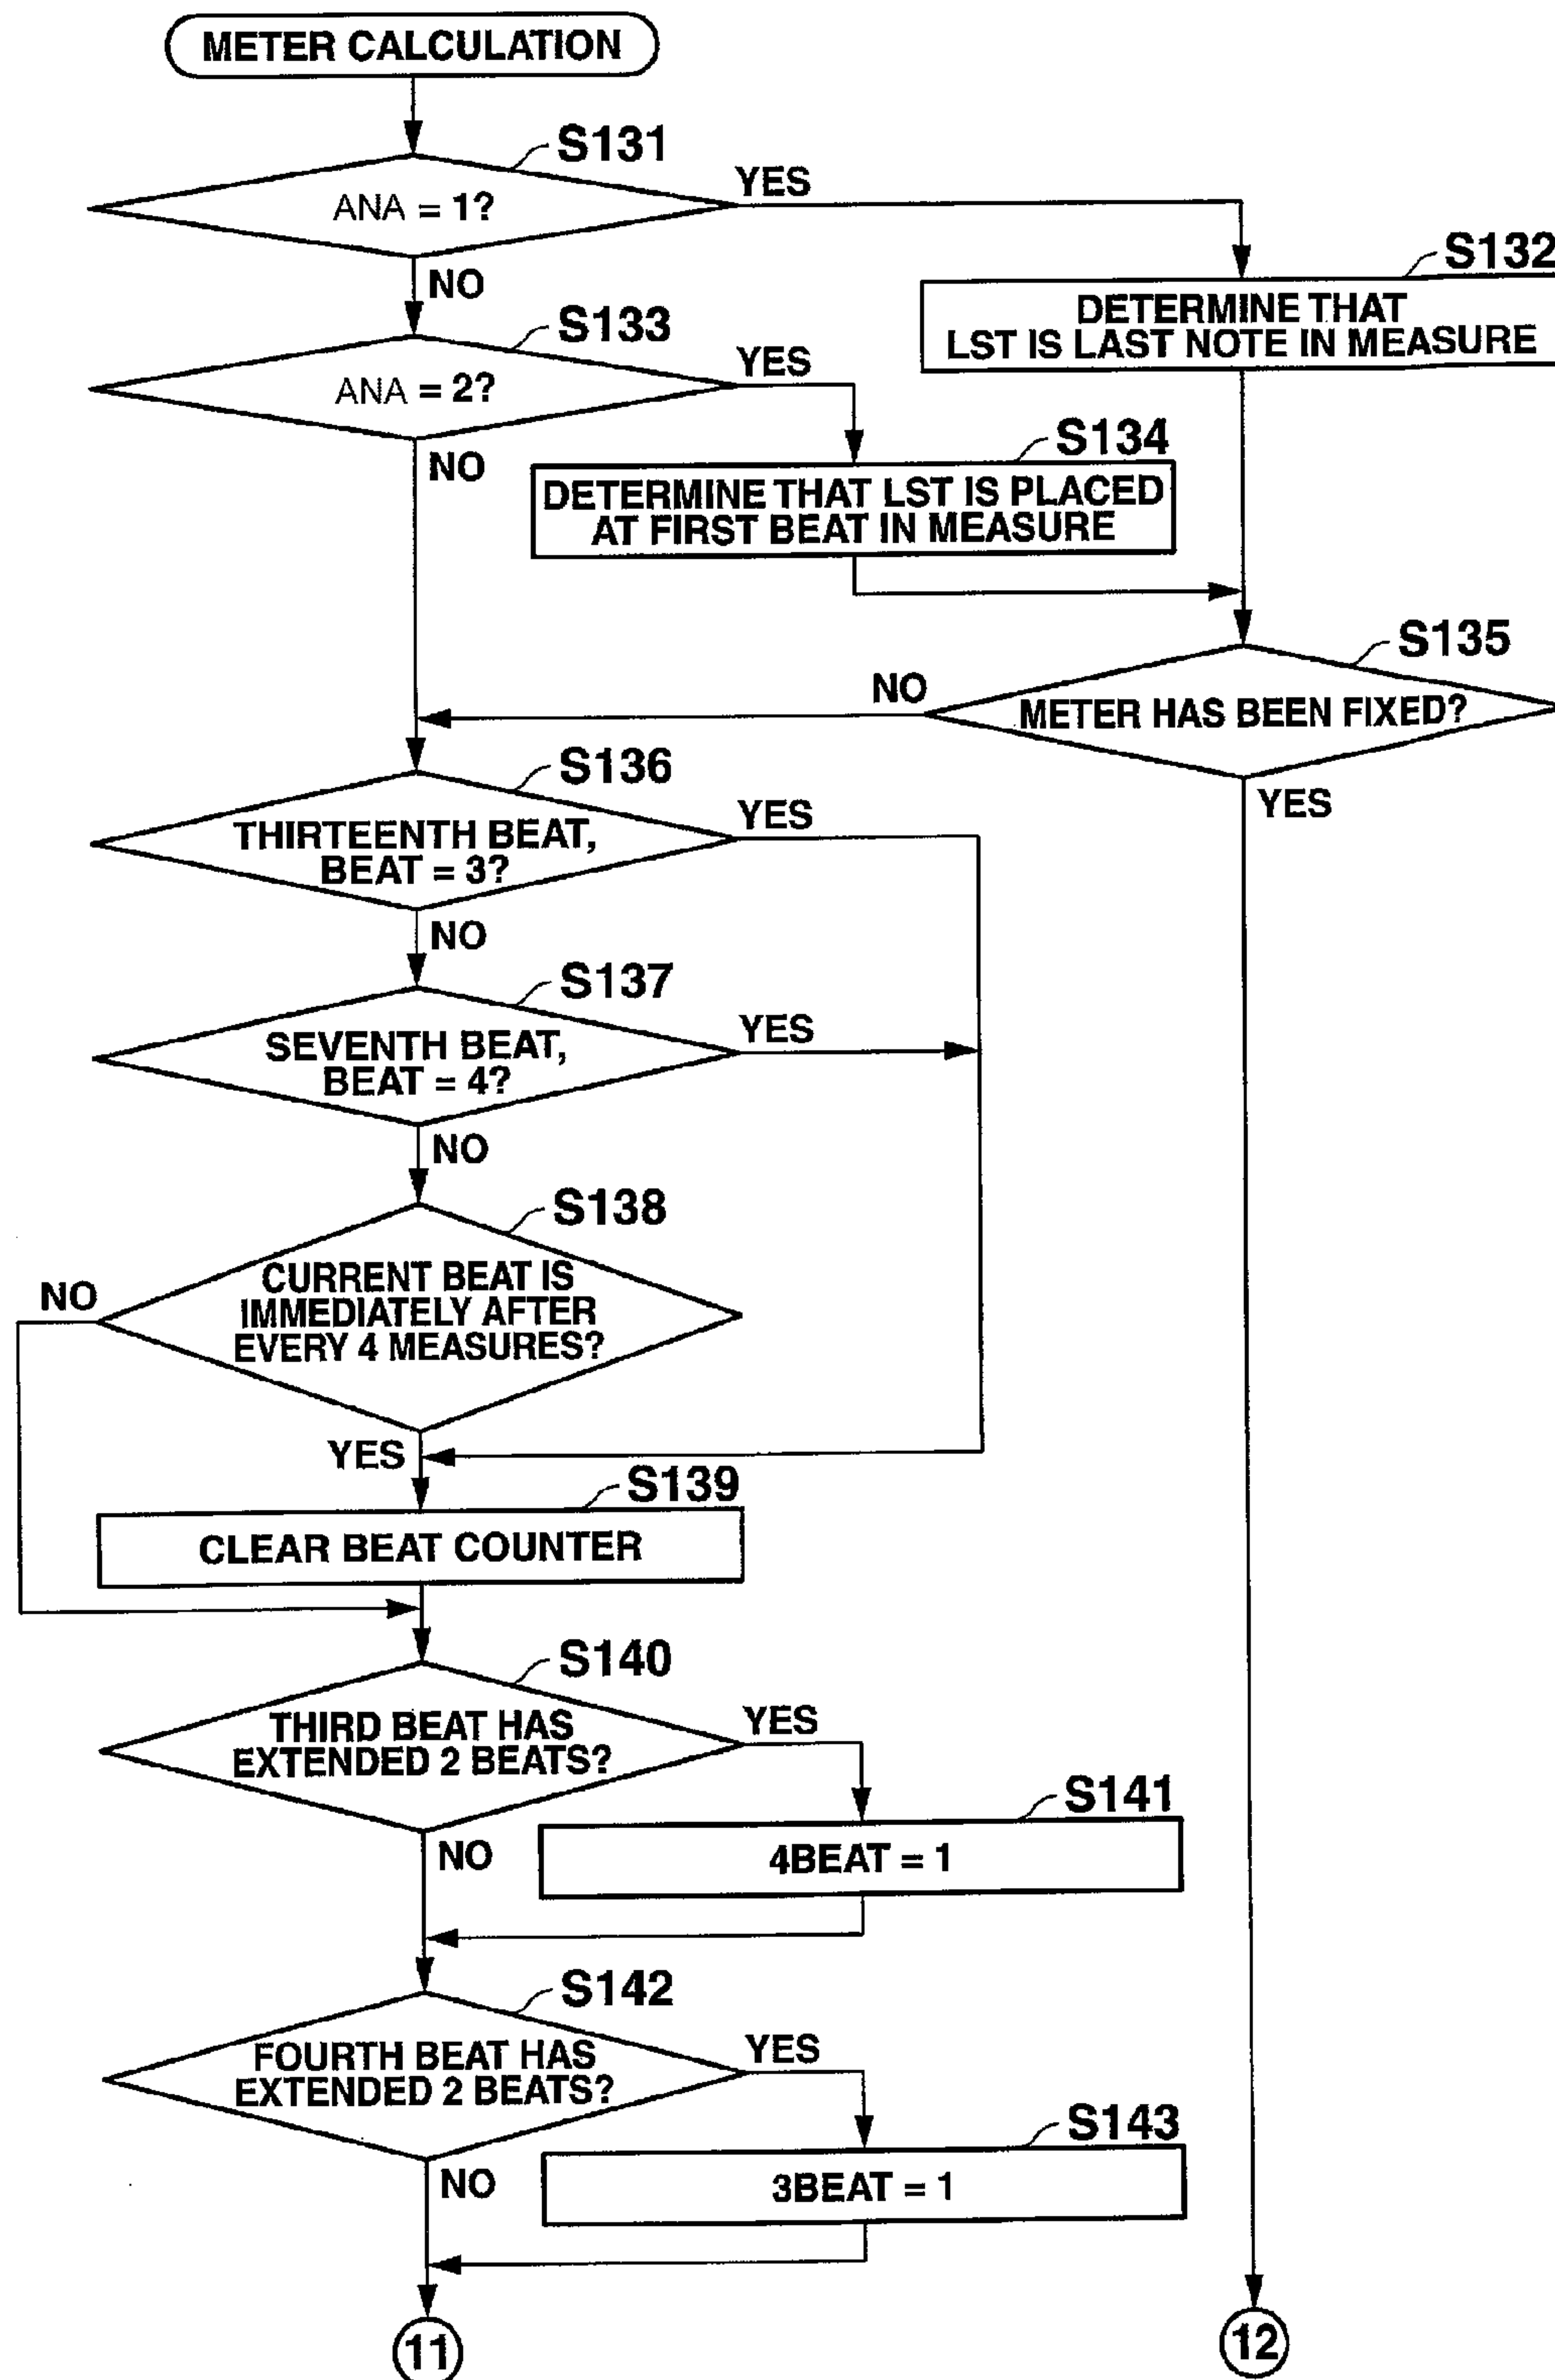 METER CALCULATION
S131
ANA = 1?
YES
NO
S132
DETERMINE THAT
LST IS LAST NOTE IN MEASURE
S133
ANA = 2?
YES
NO
S134
DETERMINE THAT LST IS PLACED
AT FIRST BEAT IN MEASURE
S135
METER HAS BEEN FIXED?
NO
YES
S136
THIRTEENTH BEAT,
BEAT = 3?
YES
NO
S137
SEVENTH BEAT,
BEAT = 4?
YES
NO
S138
CURRENT BEAT IS
IMMEDIATELY AFTER
EVERY 4 MEASURES?
NO
YES
S139
CLEAR BEAT COUNTER
S140
THIRD BEAT HAS
EXTENDED 2 BEATS?
YES
NO
S141
4BEAT = 1
S142
FOURTH BEAT HAS
EXTENDED 2 BEATS?
YES
NO
S143
3BEAT = 1
11
12